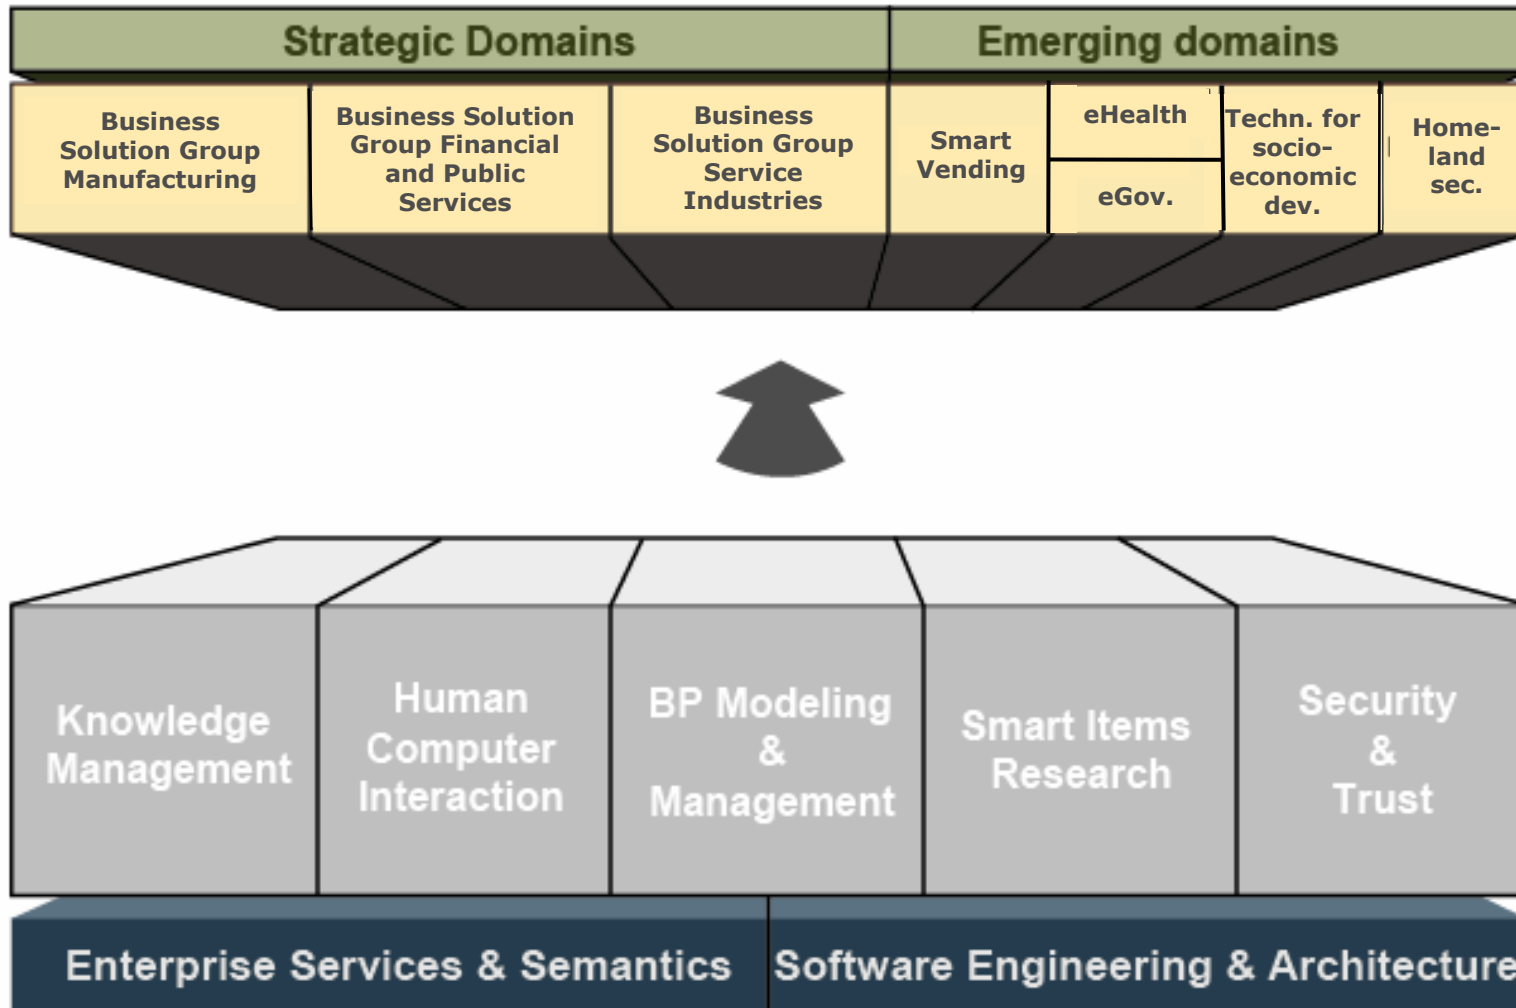 Strategic Domains
Emerging domains
Business
Solution Group
Manufacturing
Business Solution
Group Financial
and Public
Services
Business
Solution Group
Service
Industries
Smart
Vending
eHealth
eGov.
Techn. for
socio-
economic
dev.
Home-
land
sec.
Knowledge
Management
Human
Computer
Interaction
BP Modeling
&
Management
Smart Items
Research
Security
&
Trust
Enterprise Services & Semantics
Software Engineering & Architecture